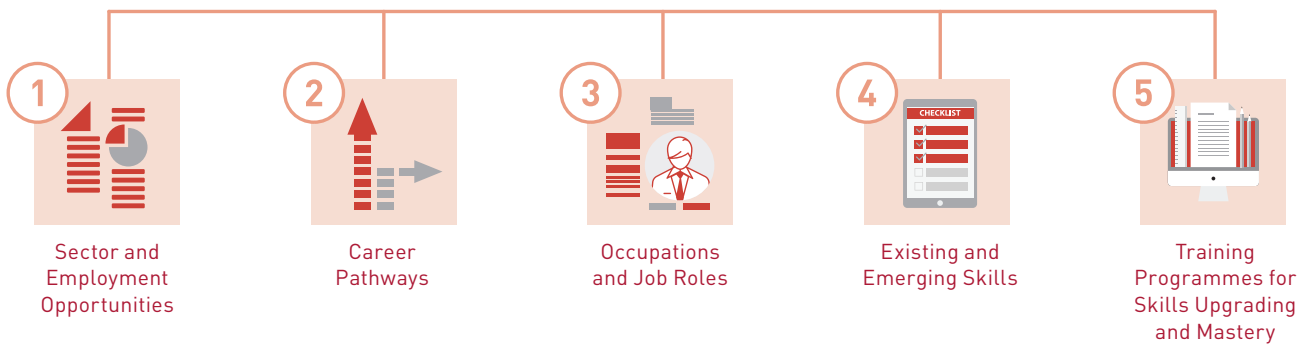 1
Sector and
Employment
Opportunities
2
Career
Pathways
3
Occupations
and Job Roles
4
CHECKLIST
Existing and
Emerging Skills
5
Training
Programmes for
Skills Upgrading
and Mastery